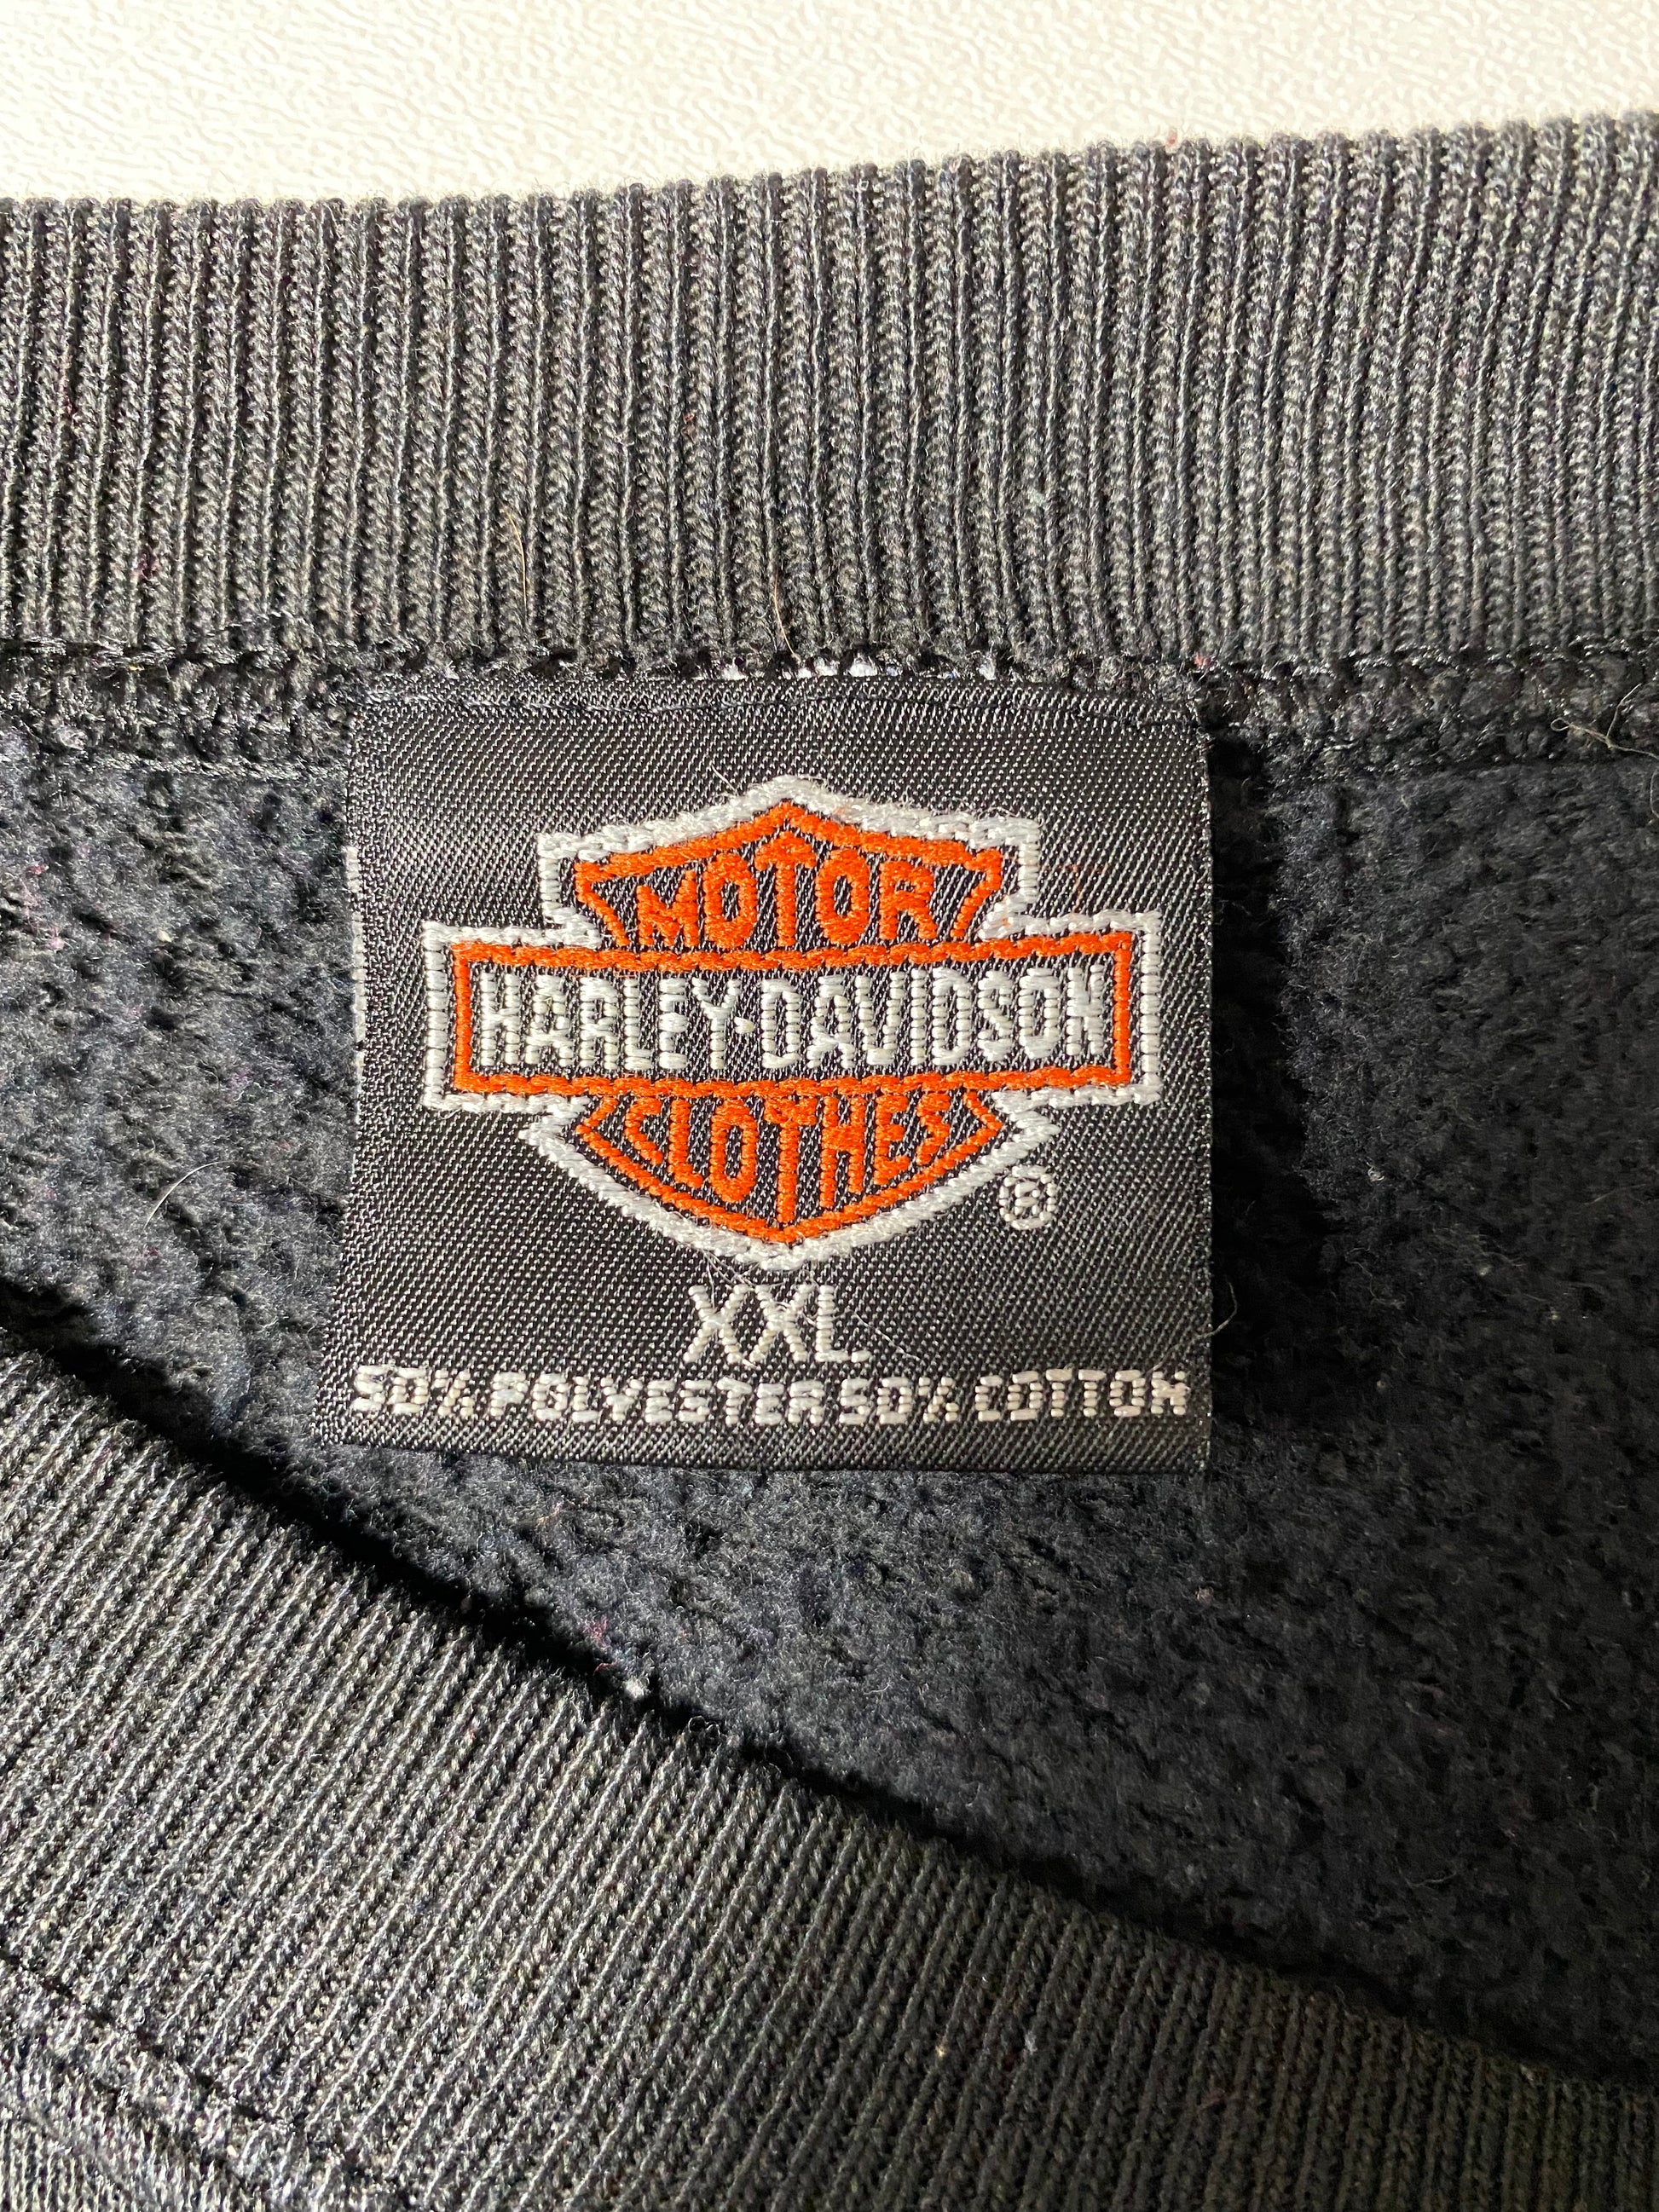 MOTOR
HARLEY-DAVIDSON
CLOTHES
®
XXL
50% POLYESTER 50% COTTON